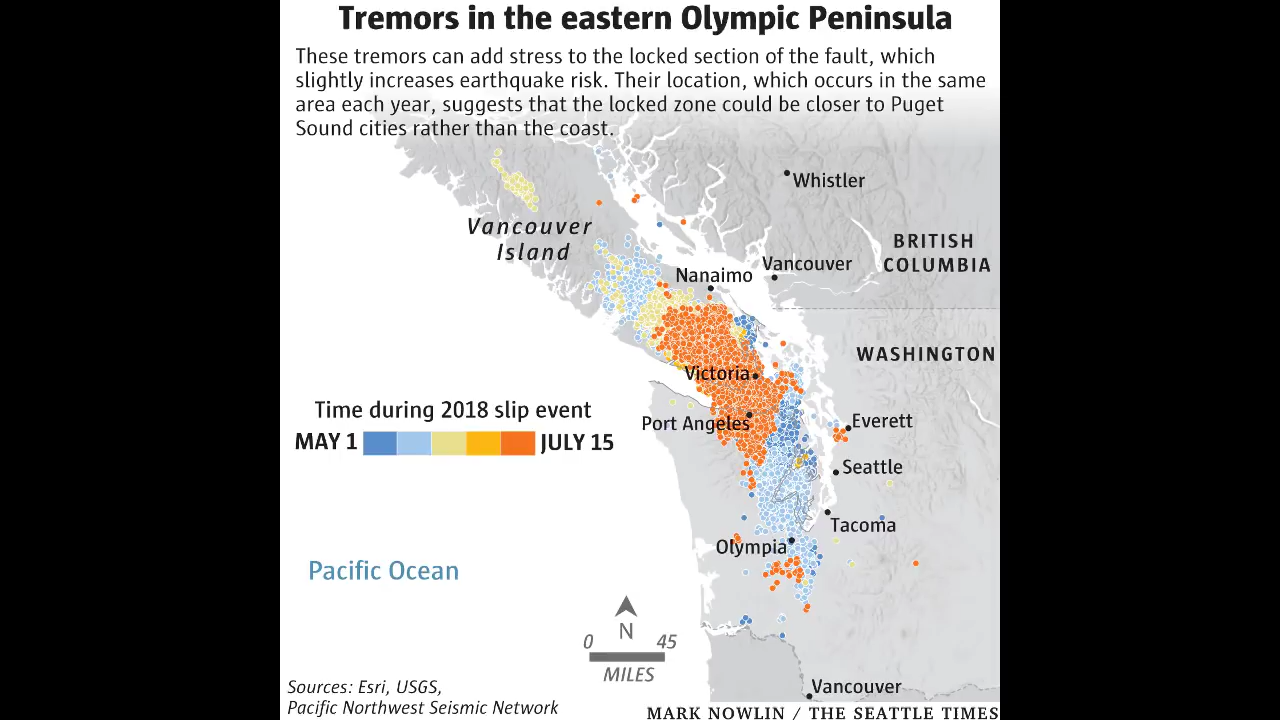 Tremors in the eastern Olympic Peninsula
These tremors can add stress to the locked section of the fault, which
slightly increases earthquake risk. Their location, which occurs in the same
area each year, suggests that the locked zone could be closer to Puget
Sound cities rather than the coast.
Whistler
Vancouver
Island
BRITISH
COLUMBIA
Vancouver
Nanaimo
WASHINGTON
Victoria
Time during 2018 slip event
MAY 1 JULY 15
Port Angeles
Everett
Seattle
Tacoma
Olympia
Pacific Ocean
N
0 45
MILES
Vancouver
Sources: Esri, USGS,
Pacific Northwest Seismic Network
MARK NOWLIN / THE SEATTLE TIMES